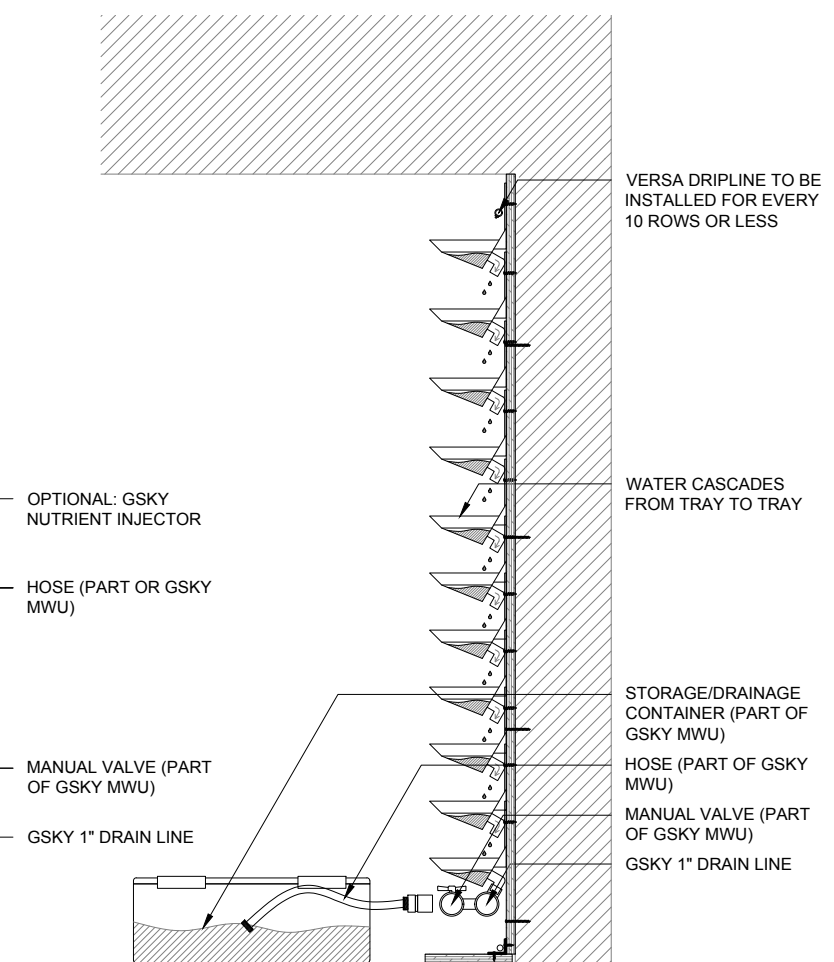 VERSA DRIPLINE TO BE
INSTALLED FOR EVERY
10 ROWS OR LESS
OPTIONAL: GSKY
NUTRIENT INJECTOR
WATER CASCADES
FROM TRAY TO TRAY
HOSE (PART OR GSKY
MWU)
STORAGE/DRAINAGE
CONTAINER (PART OF
GSKY MWU)
MANUAL VALVE (PART
OF GSKY MWU)
HOSE (PART OF GSKY
MWU)
MANUAL VALVE (PART
OF GSKY MWU)
GSKY 1" DRAIN LINE
GSKY 1" DRAIN LINE